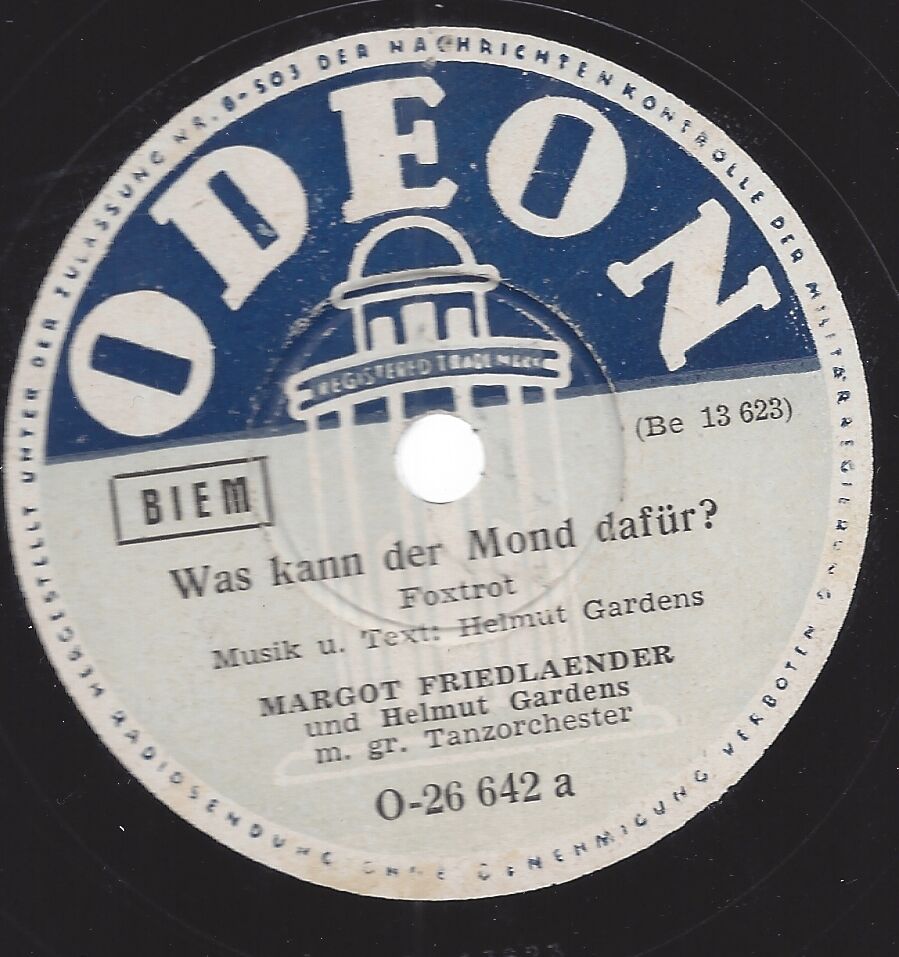 HERGESTELLT UNTER DER ZULASSUNG NR. B-503 DER NACHRICHTENKONTROLLE DER MILITÄRREGIERUNG
RADIOSENDUNG OHNE GENEHMIGUNG VERBOTEN
ODEON
REGISTERED TRADE MARK
(Be 13 623)
BIEM
Was kann der Mond dafür?
Foxtrot
Musik u. Text: Helmut Gardens
MARGOT FRIEDLAENDER
und Helmut Gardens
m. gr. Tanzorchester
O-26 642 a